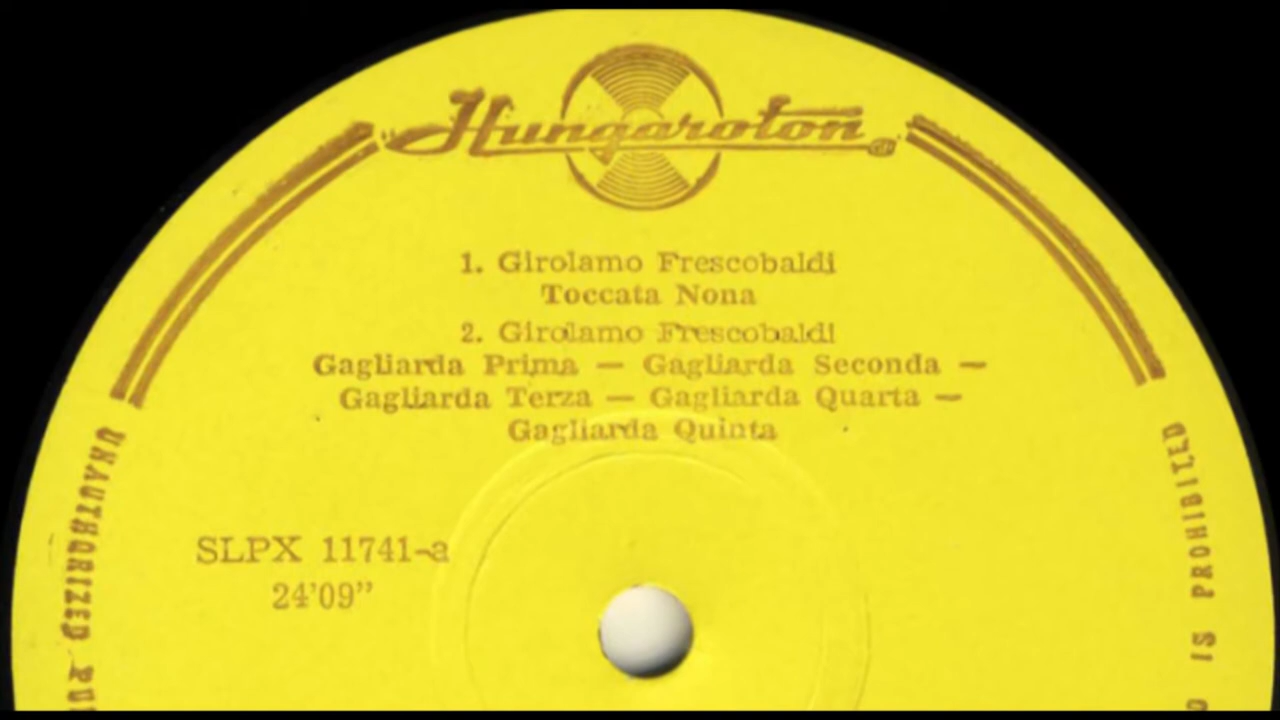 Hungaroton
1. Girolamo Frescobaldi
Toccata Nona
2. Girolamo Frescobaldi
Gagliarda Prima — Gagliarda Seconda —
Gagliarda Terza — Gagliarda Quarta —
Gagliarda Quinta
SLPX 11741-a
24'09"
UNAUTHORIZED
IS PROHIBITED